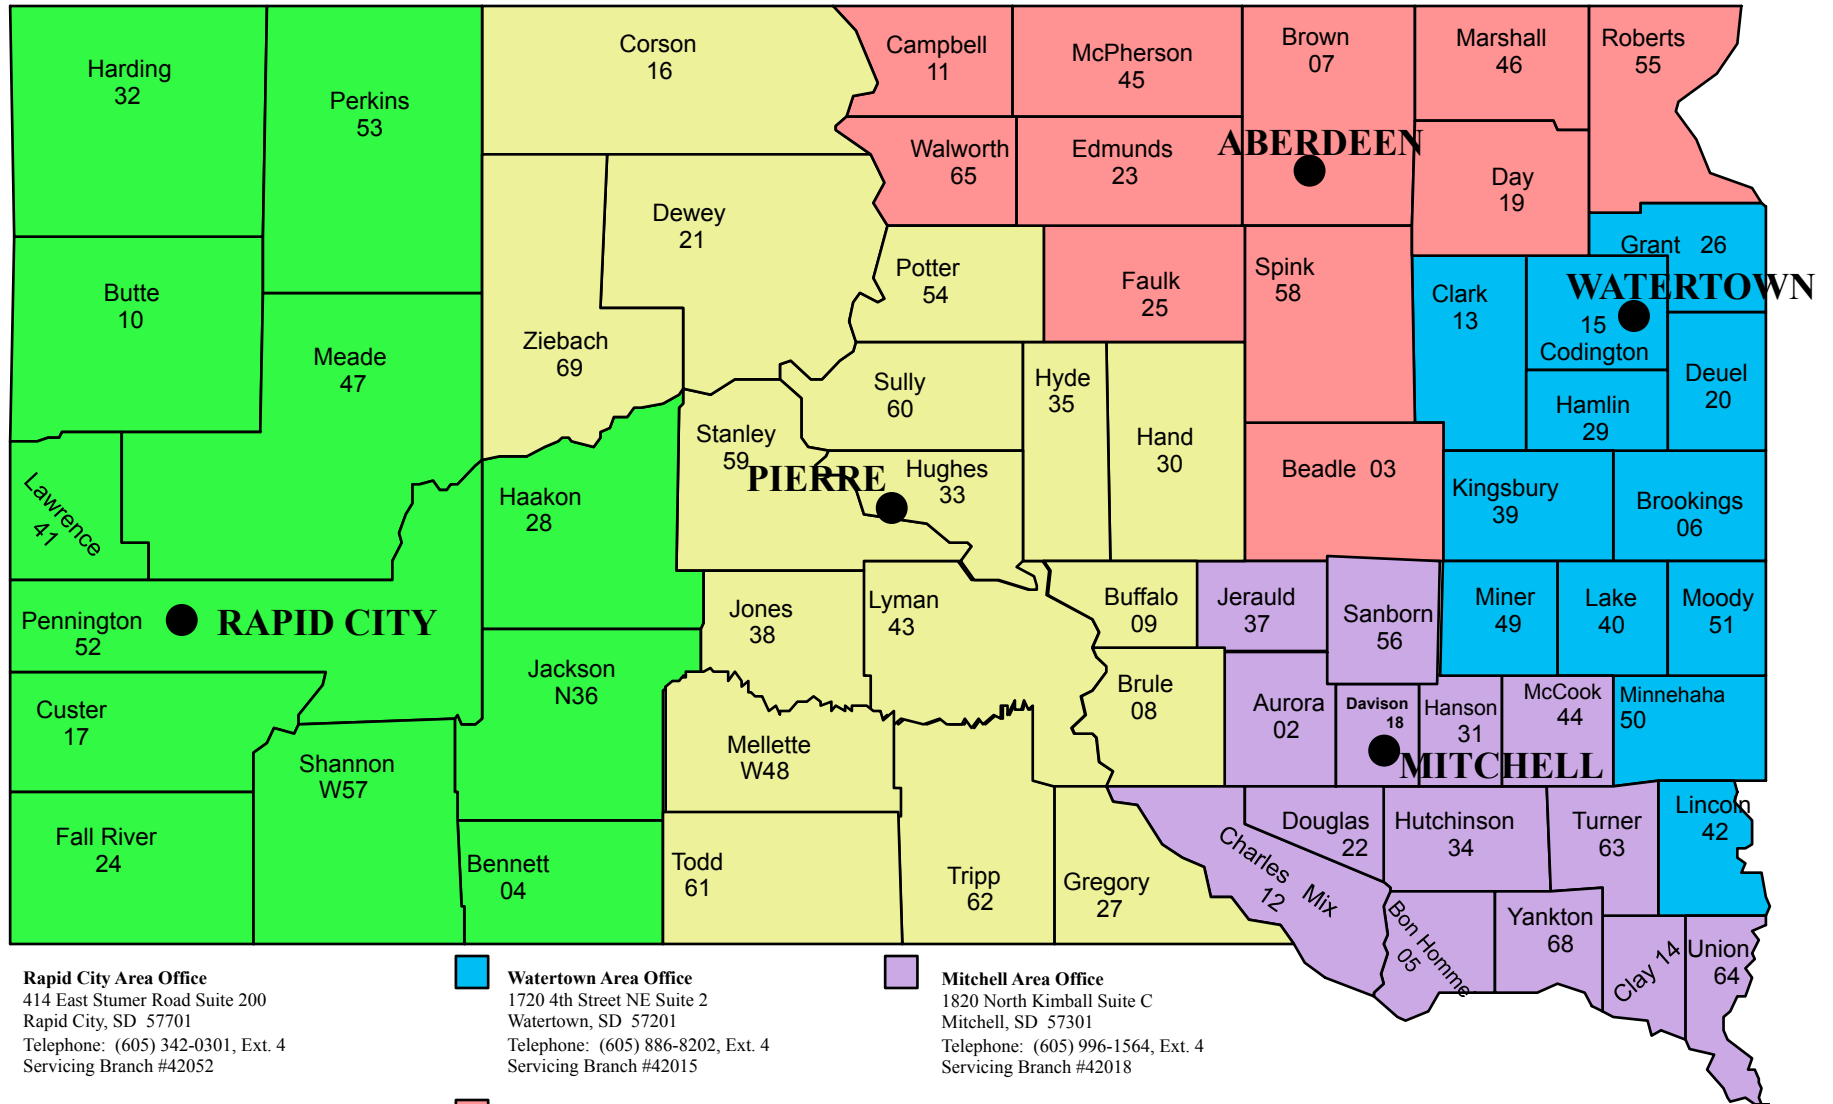 Harding
32
Perkins
53
Corson
16
Campbell
11
McPherson
45
Brown
07
Marshall
46
Roberts
55
Walworth
65
Edmunds
23
ABERDEEN
Day
19
Dewey
21
Butte
10
Meade
47
Ziebach
69
Potter
54
Faulk
25
Spink
58
Clark
13
Grant 26
WATERTOWN
15
Codington
Deuel
20
Hamlin
29
Sully
60
Hyde
35
Hand
30
Stanley
59
PIERRE
Hughes
33
Beadle 03
Kingsbury
39
Brookings
06
Lawrence
41
Haakon
28
Pennington
52
RAPID CITY
Jones
38
Lyman
43
Buffalo
09
Jerauld
37
Sanborn
56
Miner
49
Lake
40
Moody
51
Custer
17
Jackson
N36
Brule
08
Aurora
02
Davison
18
Hanson
31
McCook
44
Minnehaha
50
MITCHELL
Shannon
W57
Mellette
W48
Fall River
24
Bennett
04
Todd
61
Tripp
62
Gregory
27
Charles Mix
12
Douglas
22
Hutchinson
34
Turner
63
Lincoln
42
Bon Homme
05
Yankton
68
Clay 14
Union
64
Rapid City Area Office
414 East Stumer Road Suite 200
Rapid City, SD 57701
Telephone: (605) 342-0301, Ext. 4
Servicing Branch #42052
Watertown Area Office
1720 4th Street NE Suite 2
Watertown, SD 57201
Telephone: (605) 886-8202, Ext. 4
Servicing Branch #42015
Mitchell Area Office
1820 North Kimball Suite C
Mitchell, SD 57301
Telephone: (605) 996-1564, Ext. 4
Servicing Branch #42018